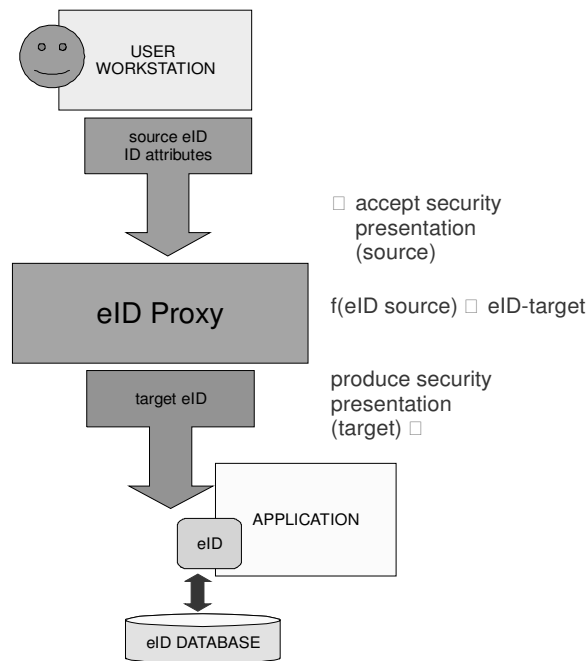 USER
WORKSTATION
source eID
ID attributes
□ accept security
presentation
(source)
eID Proxy
f(eID source) □ eID-target
target eID
produce security
presentation
(target) □
APPLICATION
eID
eID DATABASE